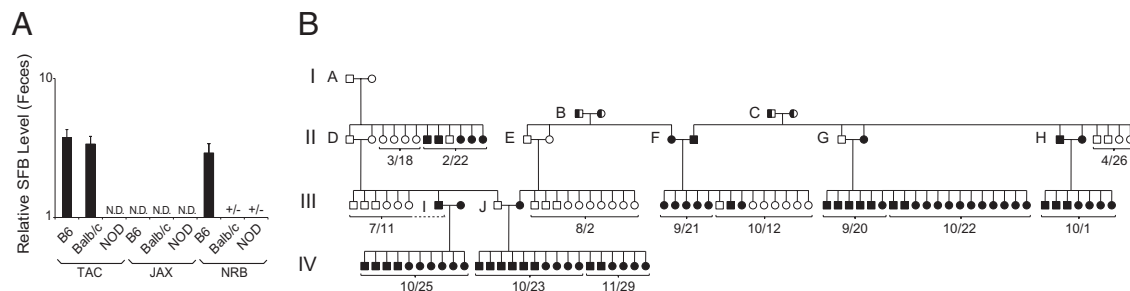 A
B
Relative SFB Level (Feces)
10
1
N.D. N.D. N.D. N.D. +/- +/-
B6 Balb/c NOD B6 Balb/c NOD B6 Balb/c NOD
TAC JAX NRB
I A
B C
II D E F G H
3/18 2/22 4/26
III I J
7/11 8/2 9/21 10/12 9/20 10/22 10/1
IV
10/25 10/23 11/29